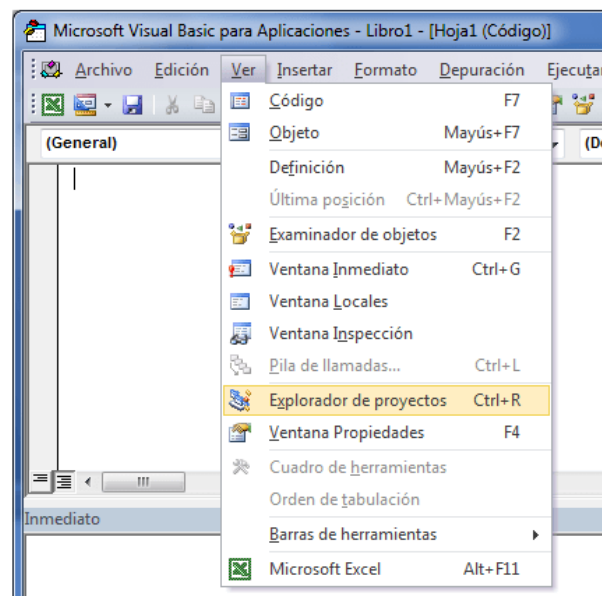 Microsoft Visual Basic para Aplicaciones - Libro1 - [Hoja1 (Código)]
Archivo Edición Ver Insertar Formato Depuración
(General)
Código F7
Objeto Mayús+F7
Definición Mayús+F2
Última posición Ctrl+Mayús+F2
Examinador de objetos F2
Ventana Inmediato Ctrl+G
Ventana Locales
Ventana Inspección
Pila de llamadas... Ctrl+L
Explorador de proyectos Ctrl+R
Ventana Propiedades F4
Cuadro de herramientas
Orden de tabulación
Barras de herramientas
Microsoft Excel Alt+F11
Inmediato